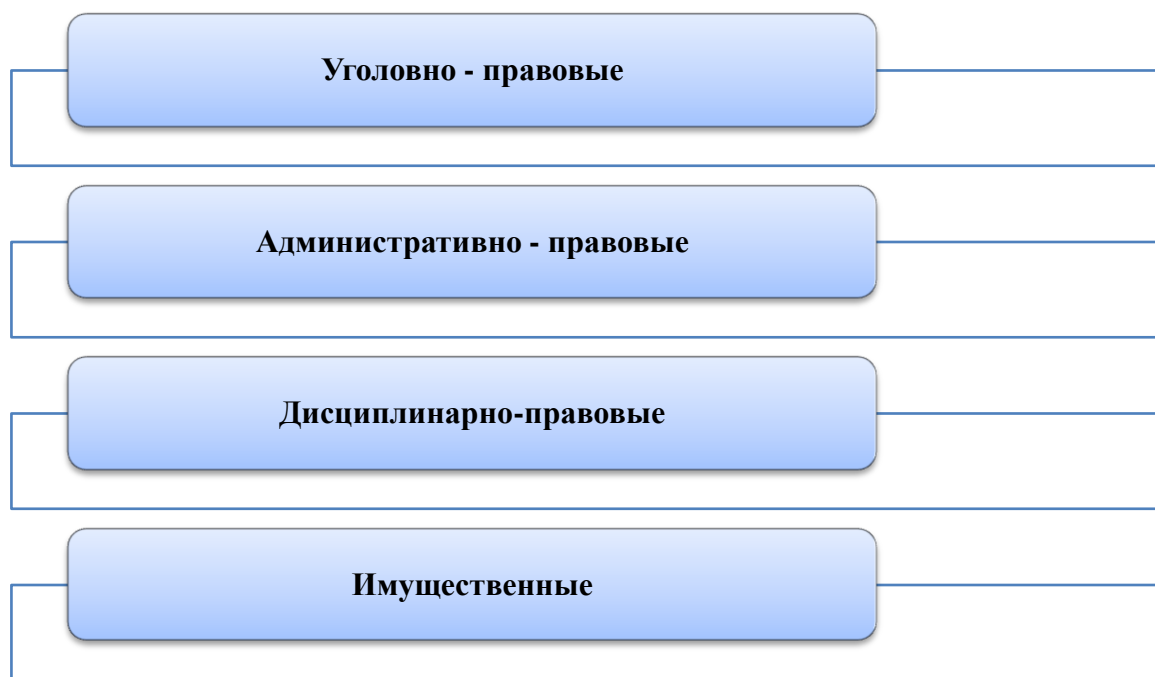 Уголовно - правовые
Административно - правовые
Дисциплинарно-правовые
Имущественные